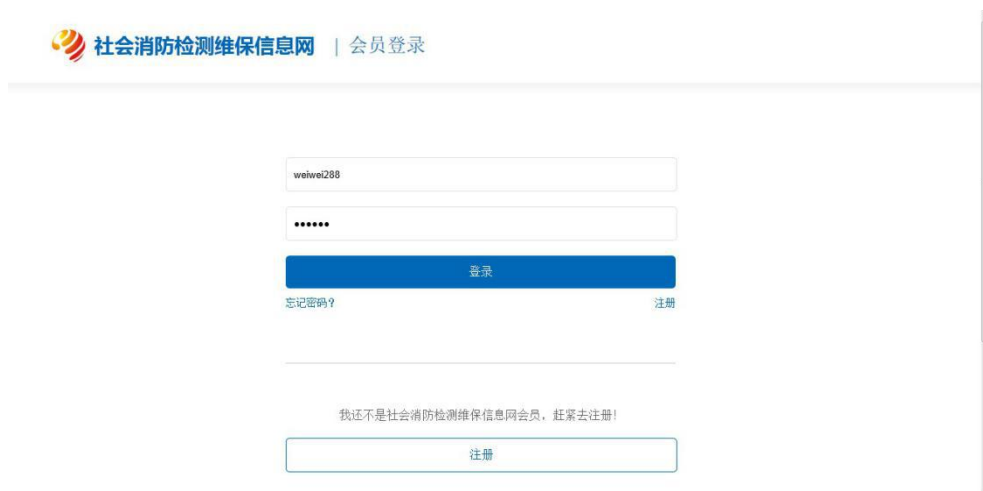 社会消防检测维保信息网 | 会员登录
weiwei288
••••••
登录
忘记密码? 注册
我还不是社会消防检测维保信息网会员，赶紧去注册!
注册